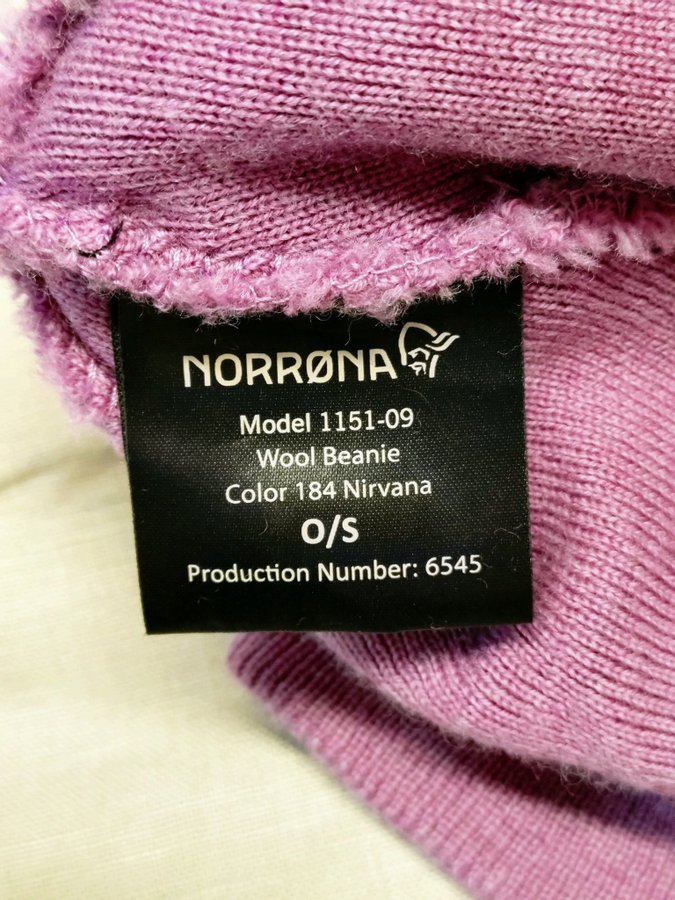 NORRØNA
Model 1151-09
Wool Beanie
Color 184 Nirvana
O/S
Production Number: 6545